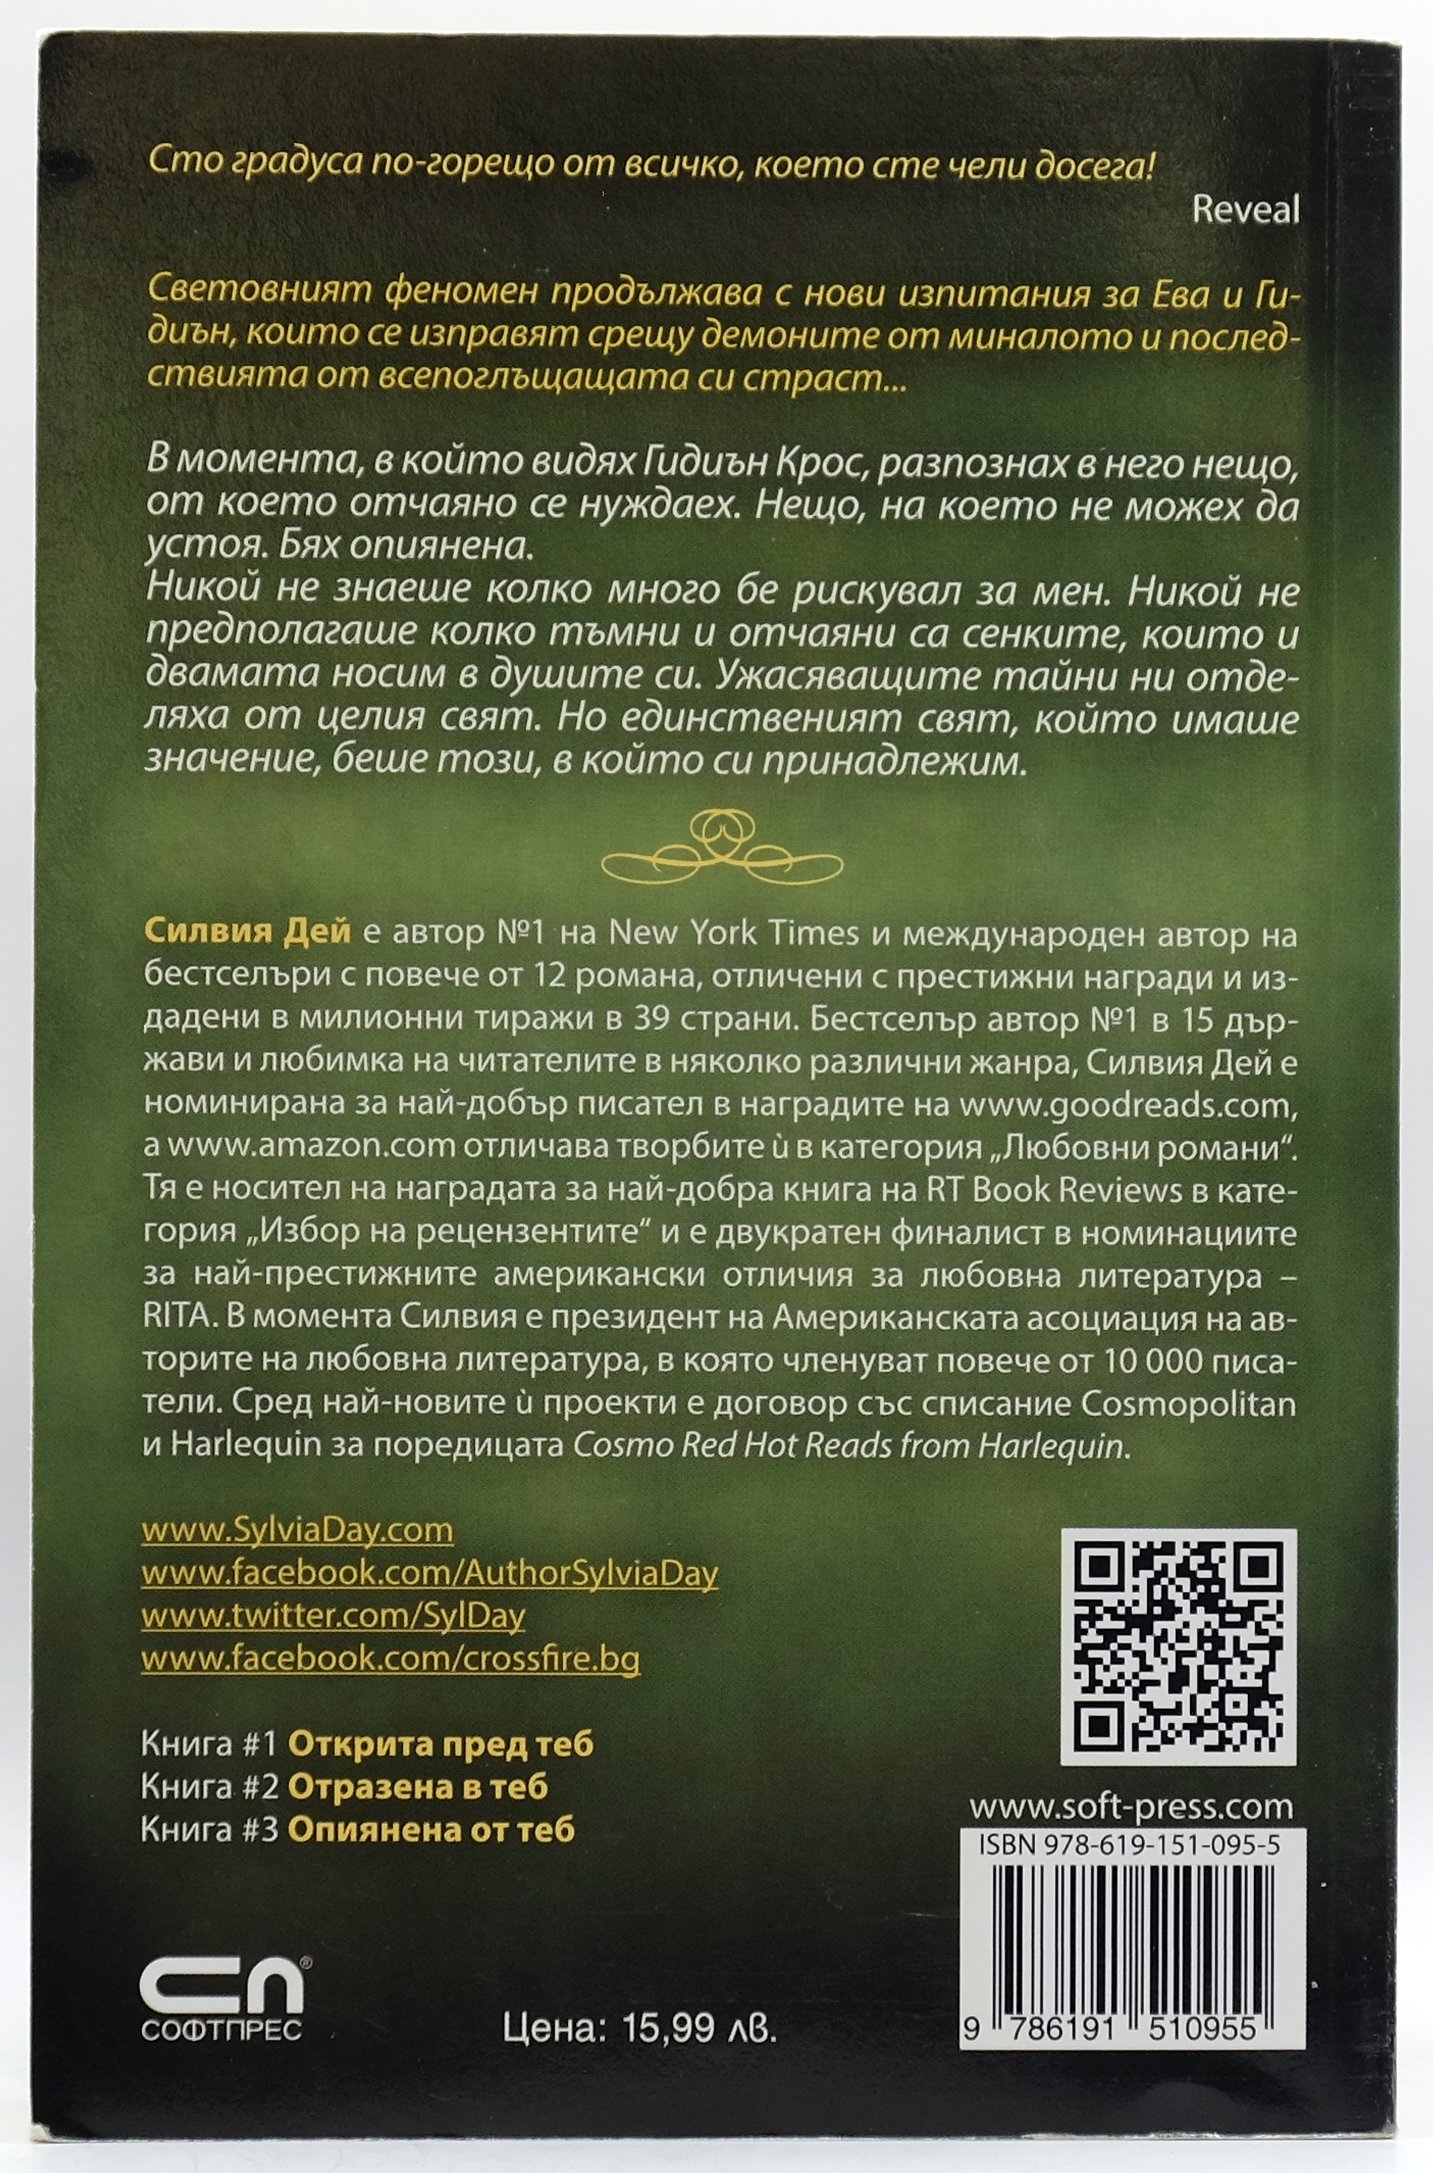 Сто градуса по-горещо от всичко, което сте чели досега!
Reveal
Световният феномен продължава с нови изпитания за Ева и Ги-
диън, които се изправят срещу демоните от миналото и послед-
ствията от всепоглъщащата си страст...
В момента, в който видях Гидиън Крос, разпознах в него нещо,
от което отчаяно се нуждаех. Нещо, на което не можех да
устоя. Бях опиянена.
Никой не знаеше колко много бе рискувал за мен. Никой не
предполагаше колко тъмни и отчаяни са сенките, които и
двамата носим в душите си. Ужасяващите тайни ни отде-
ляха от целия свят. Но единственият свят, който имаше
значение, беше този, в който си принадлежим.
Силвия Дей е автор №1 на New York Times и международен автор на
бестселъри с повече от 12 романа, отличени с престижни награди и из-
дадени в милионни тиражи в 39 страни. Бестселър автор №1 в 15 дър-
жави и любимка на читателите в няколко различни жанра, Силвия Дей е
номинирана за най-добър писател в наградите на www.goodreads.com,
а www.amazon.com отличава творбите ѝ в категория „Любовни романи“.
Тя е носител на наградата за най-добра книга на RT Book Reviews в кате-
гория „Избор на рецензентите“ и е двукратен финалист в номинациите
за най-престижните американски отличия за любовна литература –
RITA. В момента Силвия е президент на Американската асоциация на ав-
торите на любовна литература, в която членуват повече от 10 000 писа-
тели. Сред най-новите ѝ проекти е договор със списание Cosmopolitan
и Harlequin за поредицата Cosmo Red Hot Reads from Harlequin.
www.SylviaDay.com
www.facebook.com/AuthorSylviaDay
www.twitter.com/SylDay
www.facebook.com/crossfire.bg
Книга #1 Открита пред теб
Книга #2 Отразена в теб
Книга #3 Опиянена от теб
www.soft-press.com
ISBN 978-619-151-095-5
9 786191 510955
СП®
СОФТПРЕС
Цена: 15,99 лв.